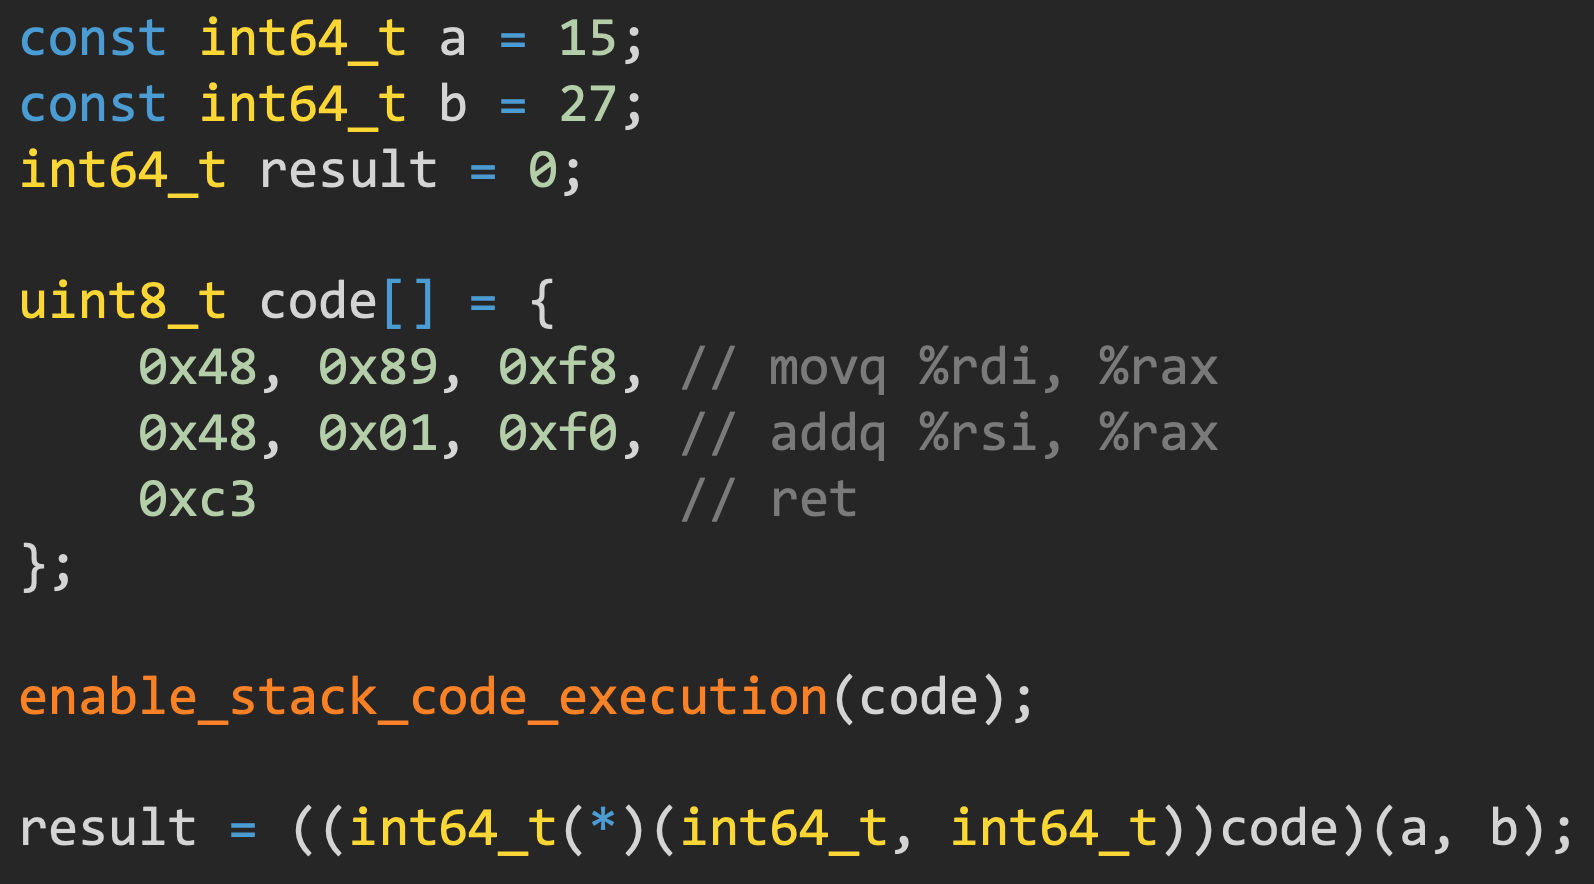 const int64_t a = 15;
const int64_t b = 27;
int64_t result = 0;

uint8_t code[] = {
    0x48, 0x89, 0xf8, // movq %rdi, %rax
    0x48, 0x01, 0xf0, // addq %rsi, %rax
    0xc3              // ret
};

enable_stack_code_execution(code);

result = ((int64_t(*)(int64_t, int64_t))code)(a, b);